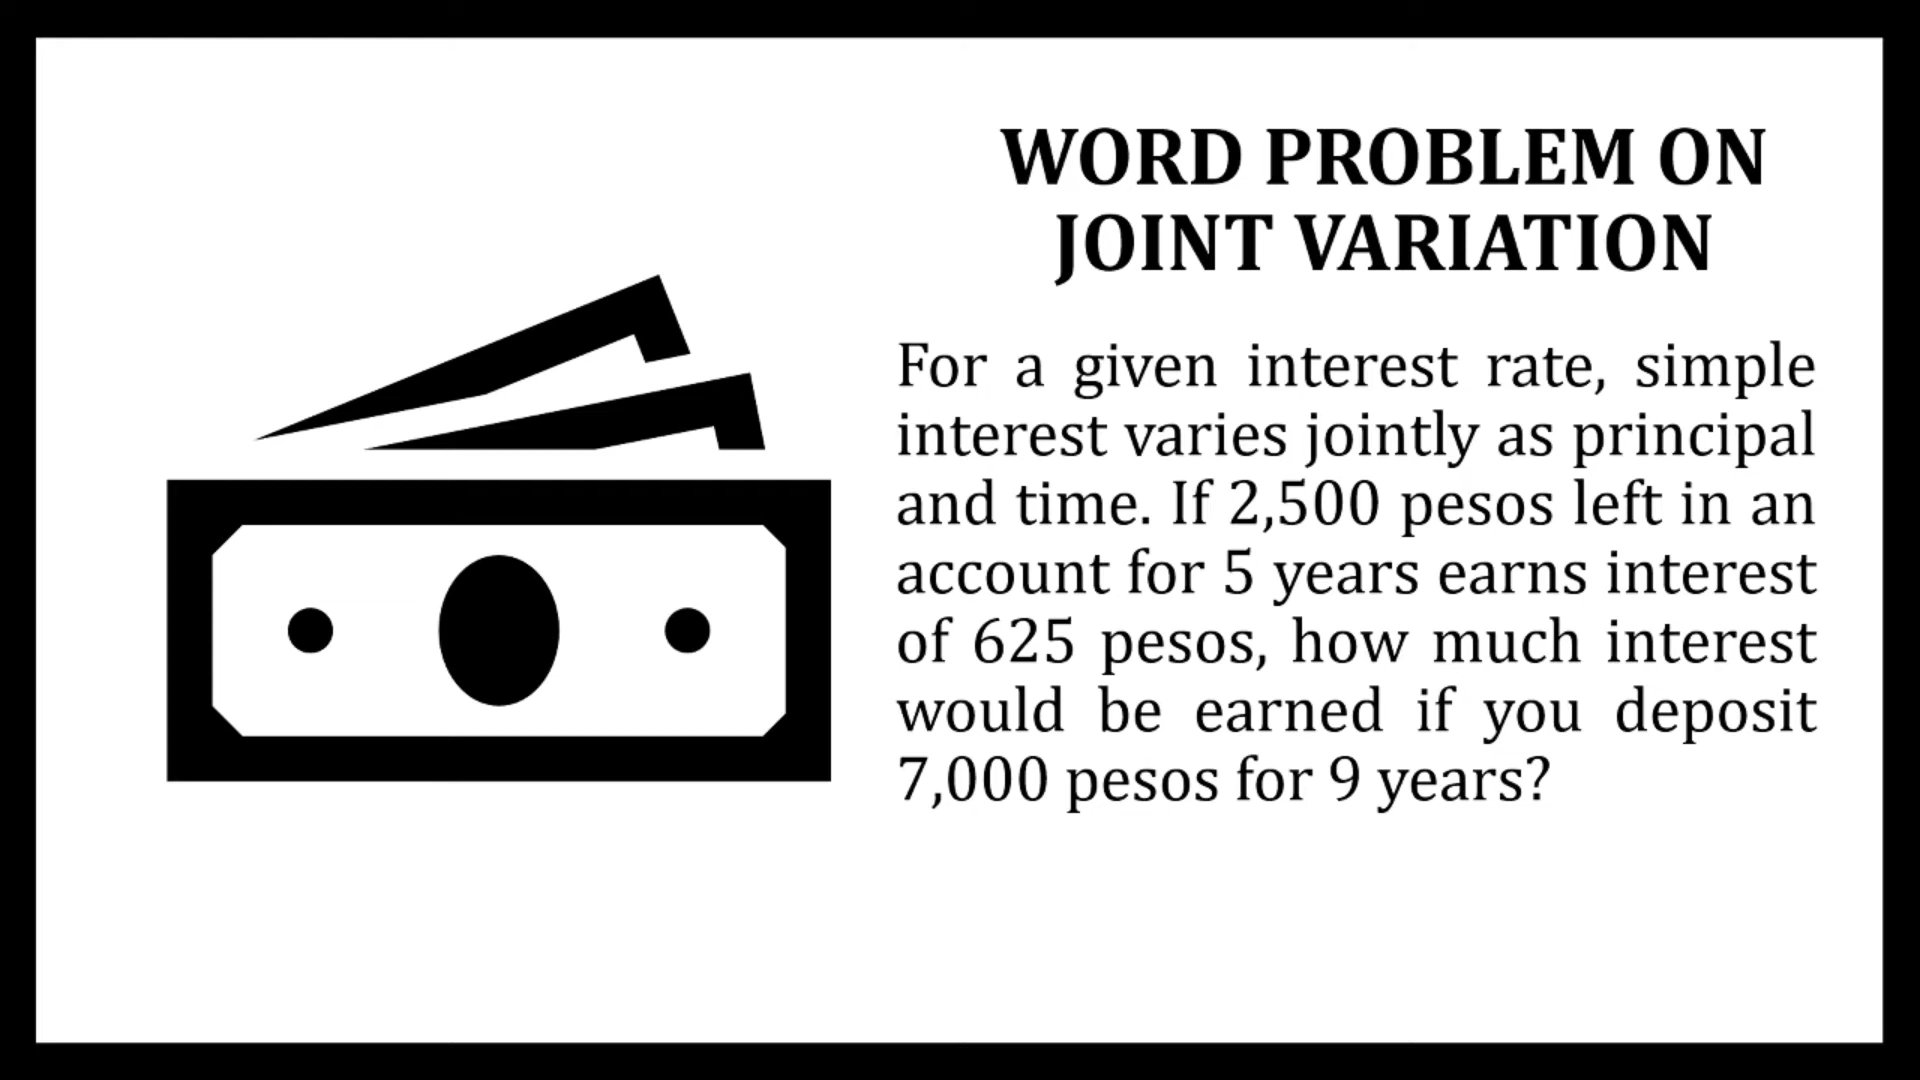 WORD PROBLEM ON
JOINT VARIATION
For a given interest rate, simple
interest varies jointly as principal
and time. If 2,500 pesos left in an
account for 5 years earns interest
of 625 pesos, how much interest
would be earned if you deposit
7,000 pesos for 9 years?